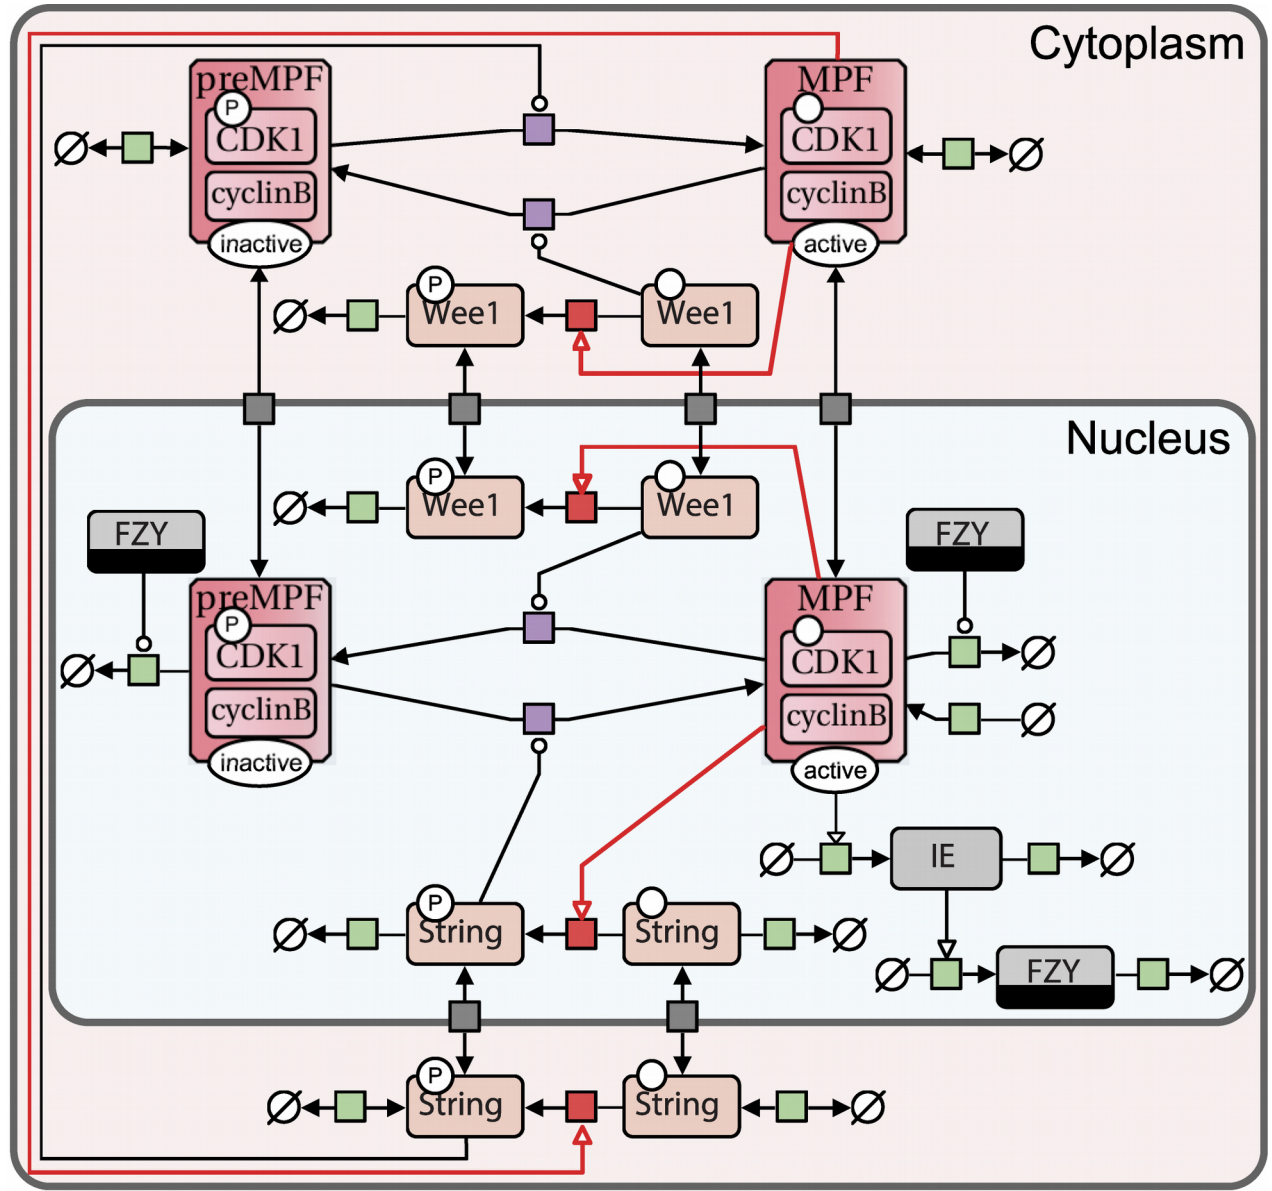 Cytoplasm
preMPF
MPF
P
CDK1
CDK1
cyclinB
cyclinB
inactive
active
P
Wee1
Wee1
Nucleus
P
Wee1
Wee1
FZY
FZY
preMPF
MPF
P
CDK1
CDK1
cyclinB
cyclinB
inactive
active
IE
P
String
String
FZY
P
String
String